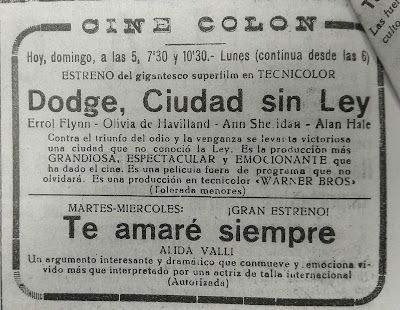 CINE COLON
Hoy, domingo, a las 5, 7'30 y 10'30.- Lunes (contínua desde las 6)
ESTRENO del gigantesco superfilm en TECNICOLOR
Dodge, Ciudad sin Ley
Errol Flynn - Olivia de Havilland - Ann Sheridan - Alan Hale
Contra el triunfo del odio y la venganza se levanta victoriosa
una ciudad que no conoció la Ley. Es la producción más
GRANDIOSA, ESPECTACULAR y EMOCIONANTE que
ha dado el cine. Es una película fuera de programa que no
olvidará. Es una producción en tecnicolor «WARNER BROS»
(Tolerada menores)
MARTES-MIERCOLES: ¡GRAN ESTRENO!
Te amaré siempre
ALIDA VALLI
Un argumento interesante y dramático que conmueve y emociona vi-
vido más que interpretado por una actriz de talla internacional
(Autorizada)
Las fue
culto